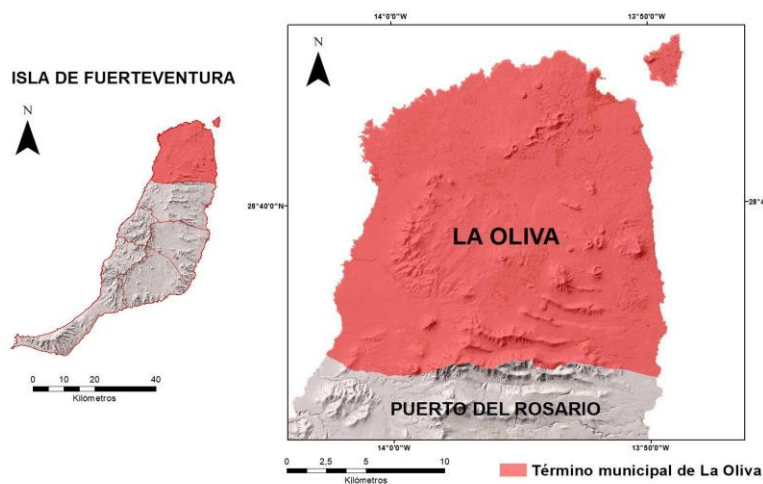 ISLA DE FUERTEVENTURA
N
0 10 20 40
Kilómetros
14°0'0"W 13°50'0"W
N
28°40'0"N
28°4
LA OLIVA
PUERTO DEL ROSARIO
14°0'0"W 13°50'0"W
0 2,5 5 10
Kilómetros
Término municipal de La Oliva